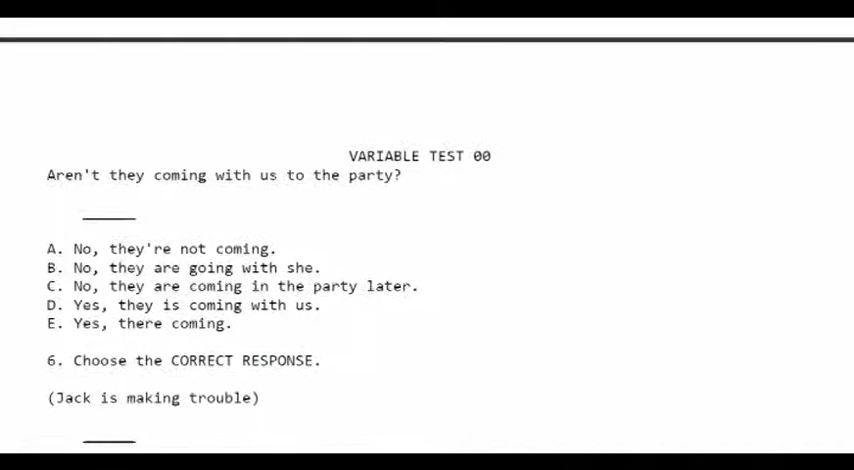 VARIABLE TEST 00
Aren't they coming with us to the party?
A. No, they're not coming.
B. No, they are going with she.
C. No, they are coming in the party later.
D. Yes, they is coming with us.
E. Yes, there coming.
6. Choose the CORRECT RESPONSE.
(Jack is making trouble)